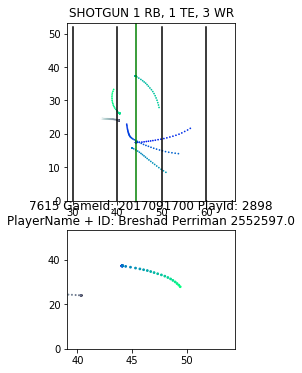 SHOTGUN 1 RB, 1 TE, 3 WR
50
40
30
20
10
0
30 40 50 60
7615 GameId: 2017091700 PlayId: 2898
PlayerName + ID: Breshad Perriman 2552597.0
40
20
0
40 45 50